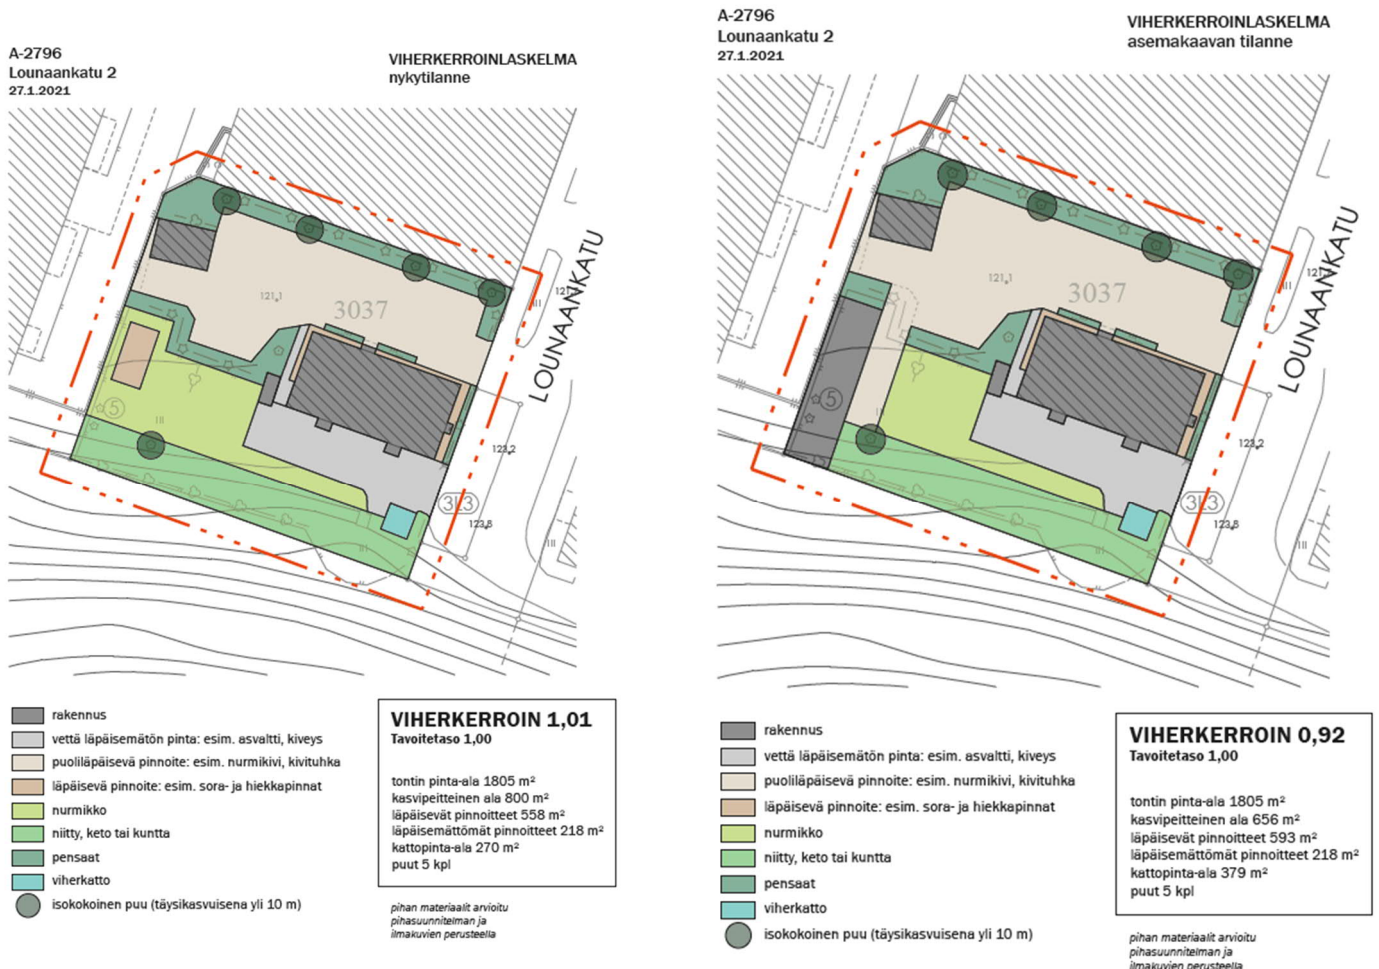 A-2796
Lounaankatu 2
27.1.2021
VIHERKERROINLASKELMA
nykytilanne
121,1
3037
LOUNAANKATU
5
III
123,2
3L3
123,8
III
rakennus
vettä läpäisemätön pinta: esim. asvaltti, kiveys
puoliläpäisevä pinnoite: esim. nurmikivi, kivituhka
läpäisevä pinnoite: esim. sora- ja hiekkapinnat
nurmikko
niitty, keto tai kuntta
pensaat
viherkatto
isokokoinen puu (täysikasvuisena yli 10 m)
VIHERKERROIN 1,01
Tavoitetaso 1,00
tontin pinta-ala 1805 m²
kasvipeitteinen ala 800 m²
läpäisevät pinnoitteet 558 m²
läpäisemättömät pinnoitteet 218 m²
kattopinta-ala 270 m²
puut 5 kpl
pihan materiaalit arvioitu
pihasuunnitelman ja
ilmakuvien perusteella
A-2796
Lounaankatu 2
27.1.2021
VIHERKERROINLASKELMA
asemakaavan tilanne
121,1
3037
LOUNAANKATU
5
III
123,2
3L3
123,8
III
rakennus
vettä läpäisemätön pinta: esim. asvaltti, kiveys
puoliläpäisevä pinnoite: esim. nurmikivi, kivituhka
läpäisevä pinnoite: esim. sora- ja hiekkapinnat
nurmikko
niitty, keto tai kuntta
pensaat
viherkatto
isokokoinen puu (täysikasvuisena yli 10 m)
VIHERKERROIN 0,92
Tavoitetaso 1,00
tontin pinta-ala 1805 m²
kasvipeitteinen ala 656 m²
läpäisevät pinnoitteet 593 m²
läpäisemättömät pinnoitteet 218 m²
kattopinta-ala 379 m²
puut 5 kpl
pihan materiaalit arvioitu
pihasuunnitelman ja
ilmakuvien perusteella